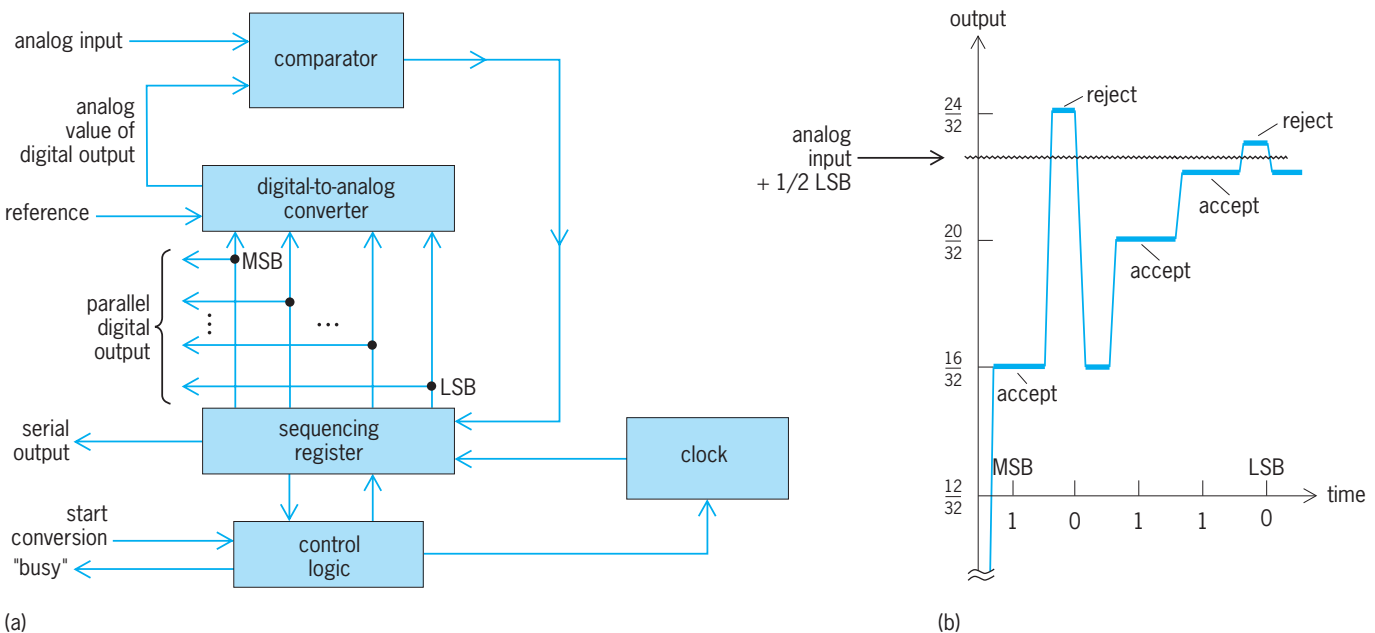 analog input
comparator
analog
value of
digital output
digital-to-analog
converter
reference
MSB
parallel
digital
output
...
...
LSB
serial
output
sequencing
register
clock
start
conversion
"busy"
control
logic
(a)
output
24
32
reject
reject
analog
input
+ 1/2 LSB
accept
20
32
accept
16
32
accept
MSB
LSB
12
32
time
1 0 1 1 0
(b)